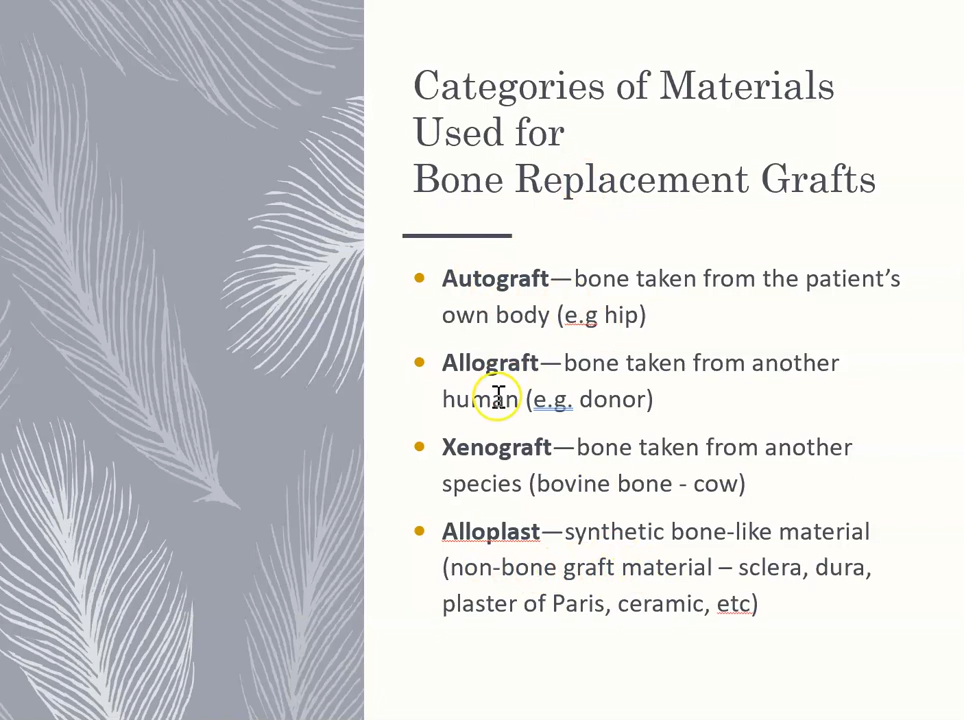 Categories of Materials
Used for
Bone Replacement Grafts
Autograft—bone taken from the patient’s
own body (e.g hip)
Allograft—bone taken from another
human (e.g. donor)
Xenograft—bone taken from another
species (bovine bone - cow)
Alloplast—synthetic bone-like material
(non-bone graft material – sclera, dura,
plaster of Paris, ceramic, etc)